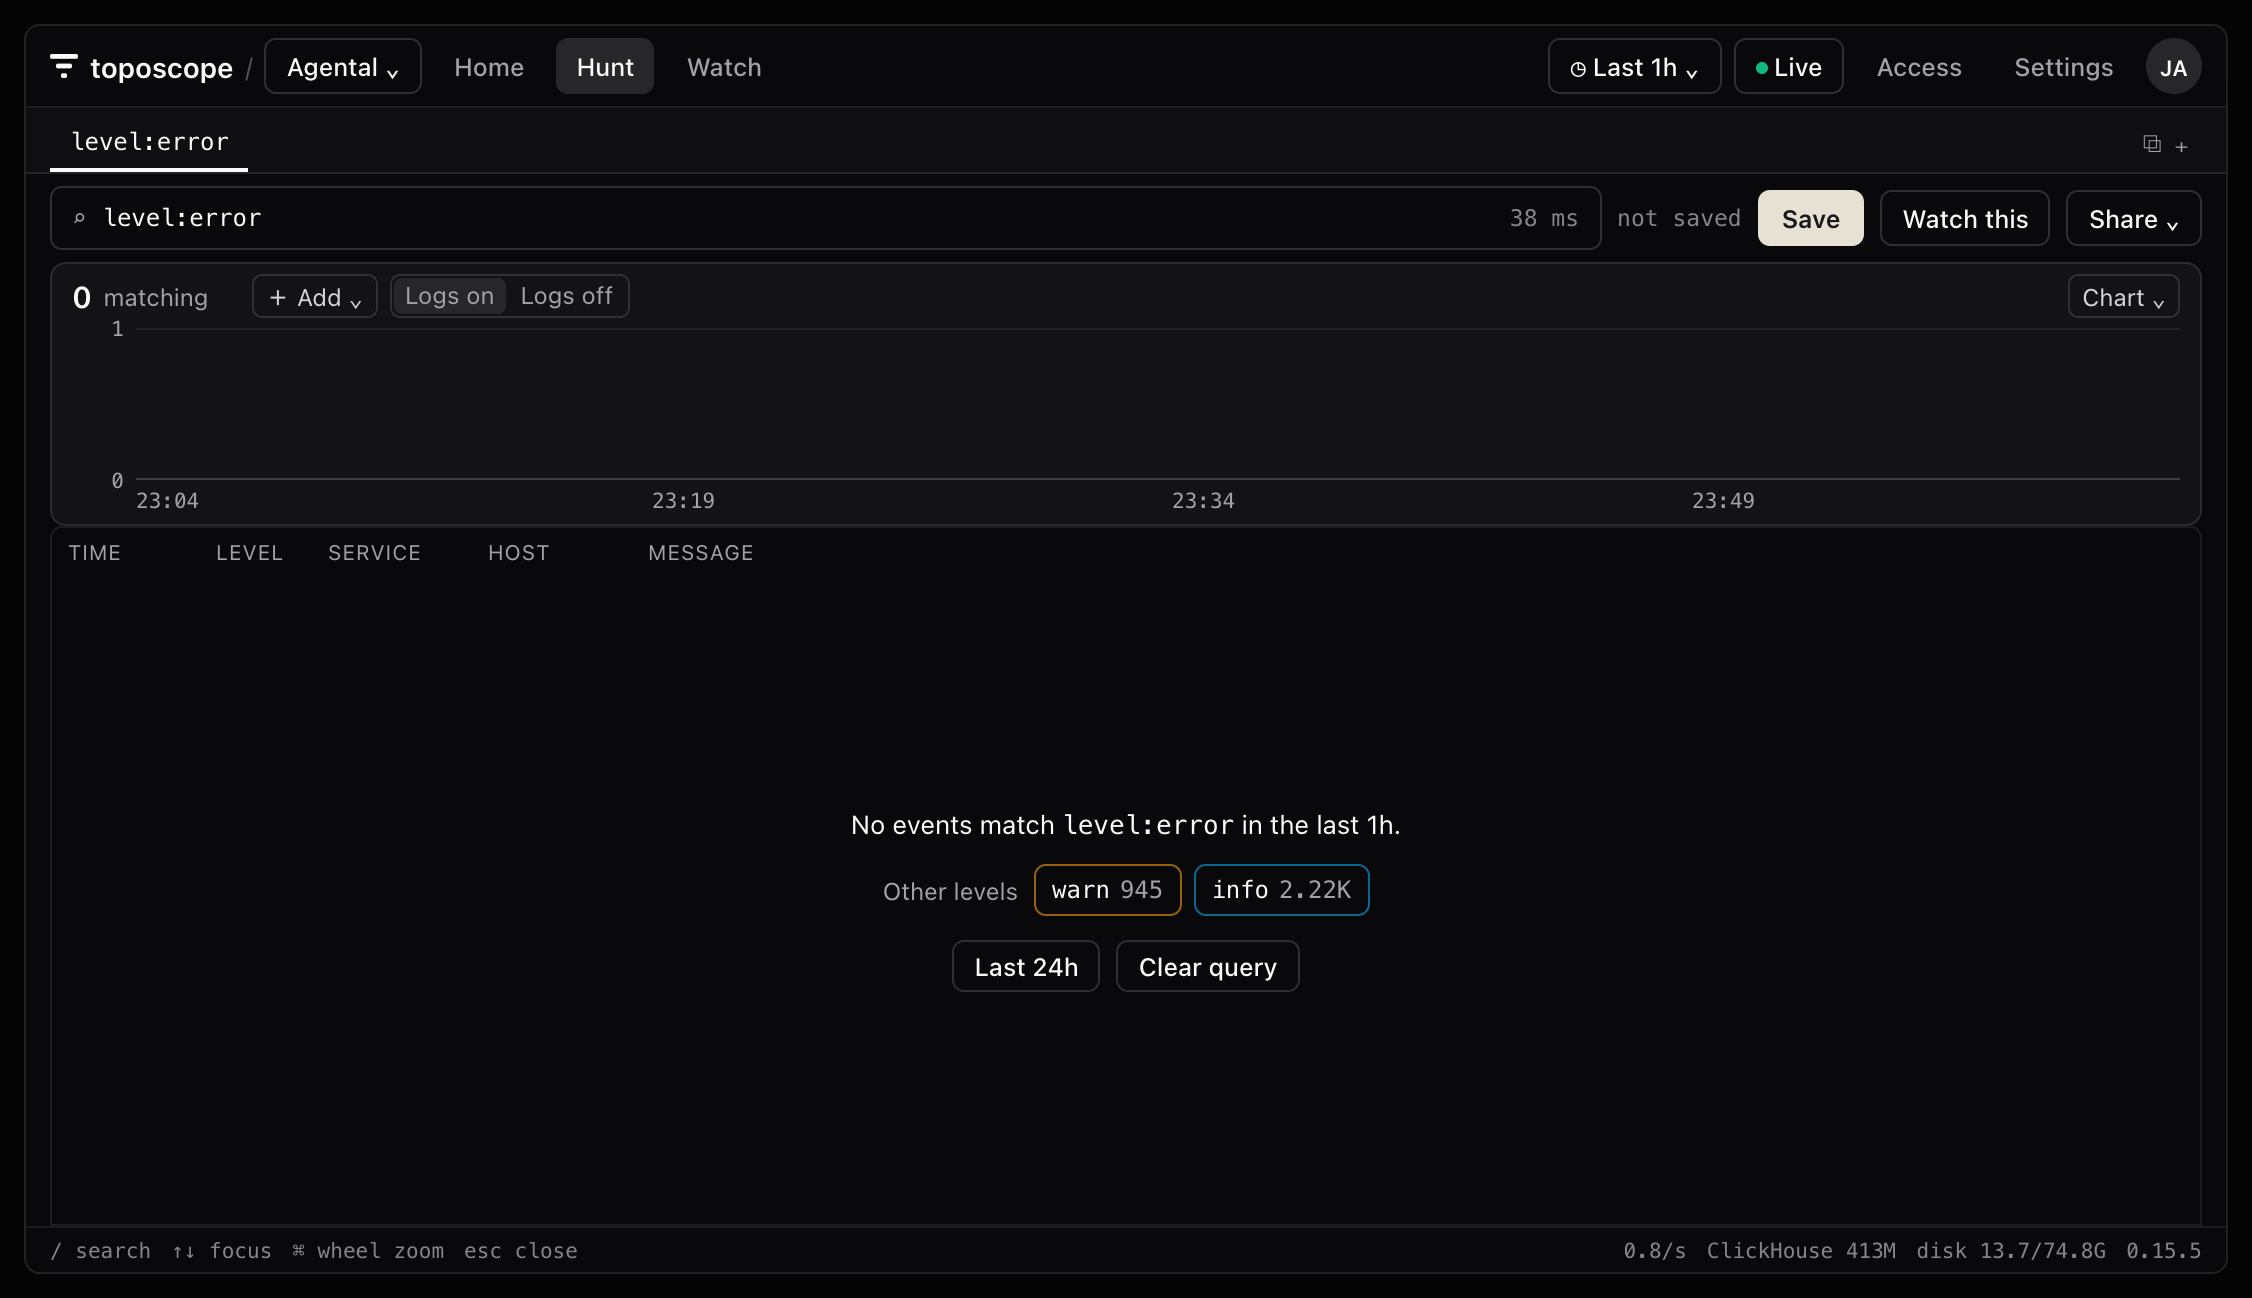 toposcope / Agental Home Hunt Watch Last 1h Live Access Settings JA
level:error +
level:error 38 ms not saved Save Watch this Share
0 matching + Add Logs on Logs off Chart
1
0
23:04 23:19 23:34 23:49
TIME LEVEL SERVICE HOST MESSAGE
No events match level:error in the last 1h.
Other levels warn 945 info 2.22K
Last 24h Clear query
/ search ↑↓ focus ⌘ wheel zoom esc close 0.8/s ClickHouse 413M disk 13.7/74.8G 0.15.5